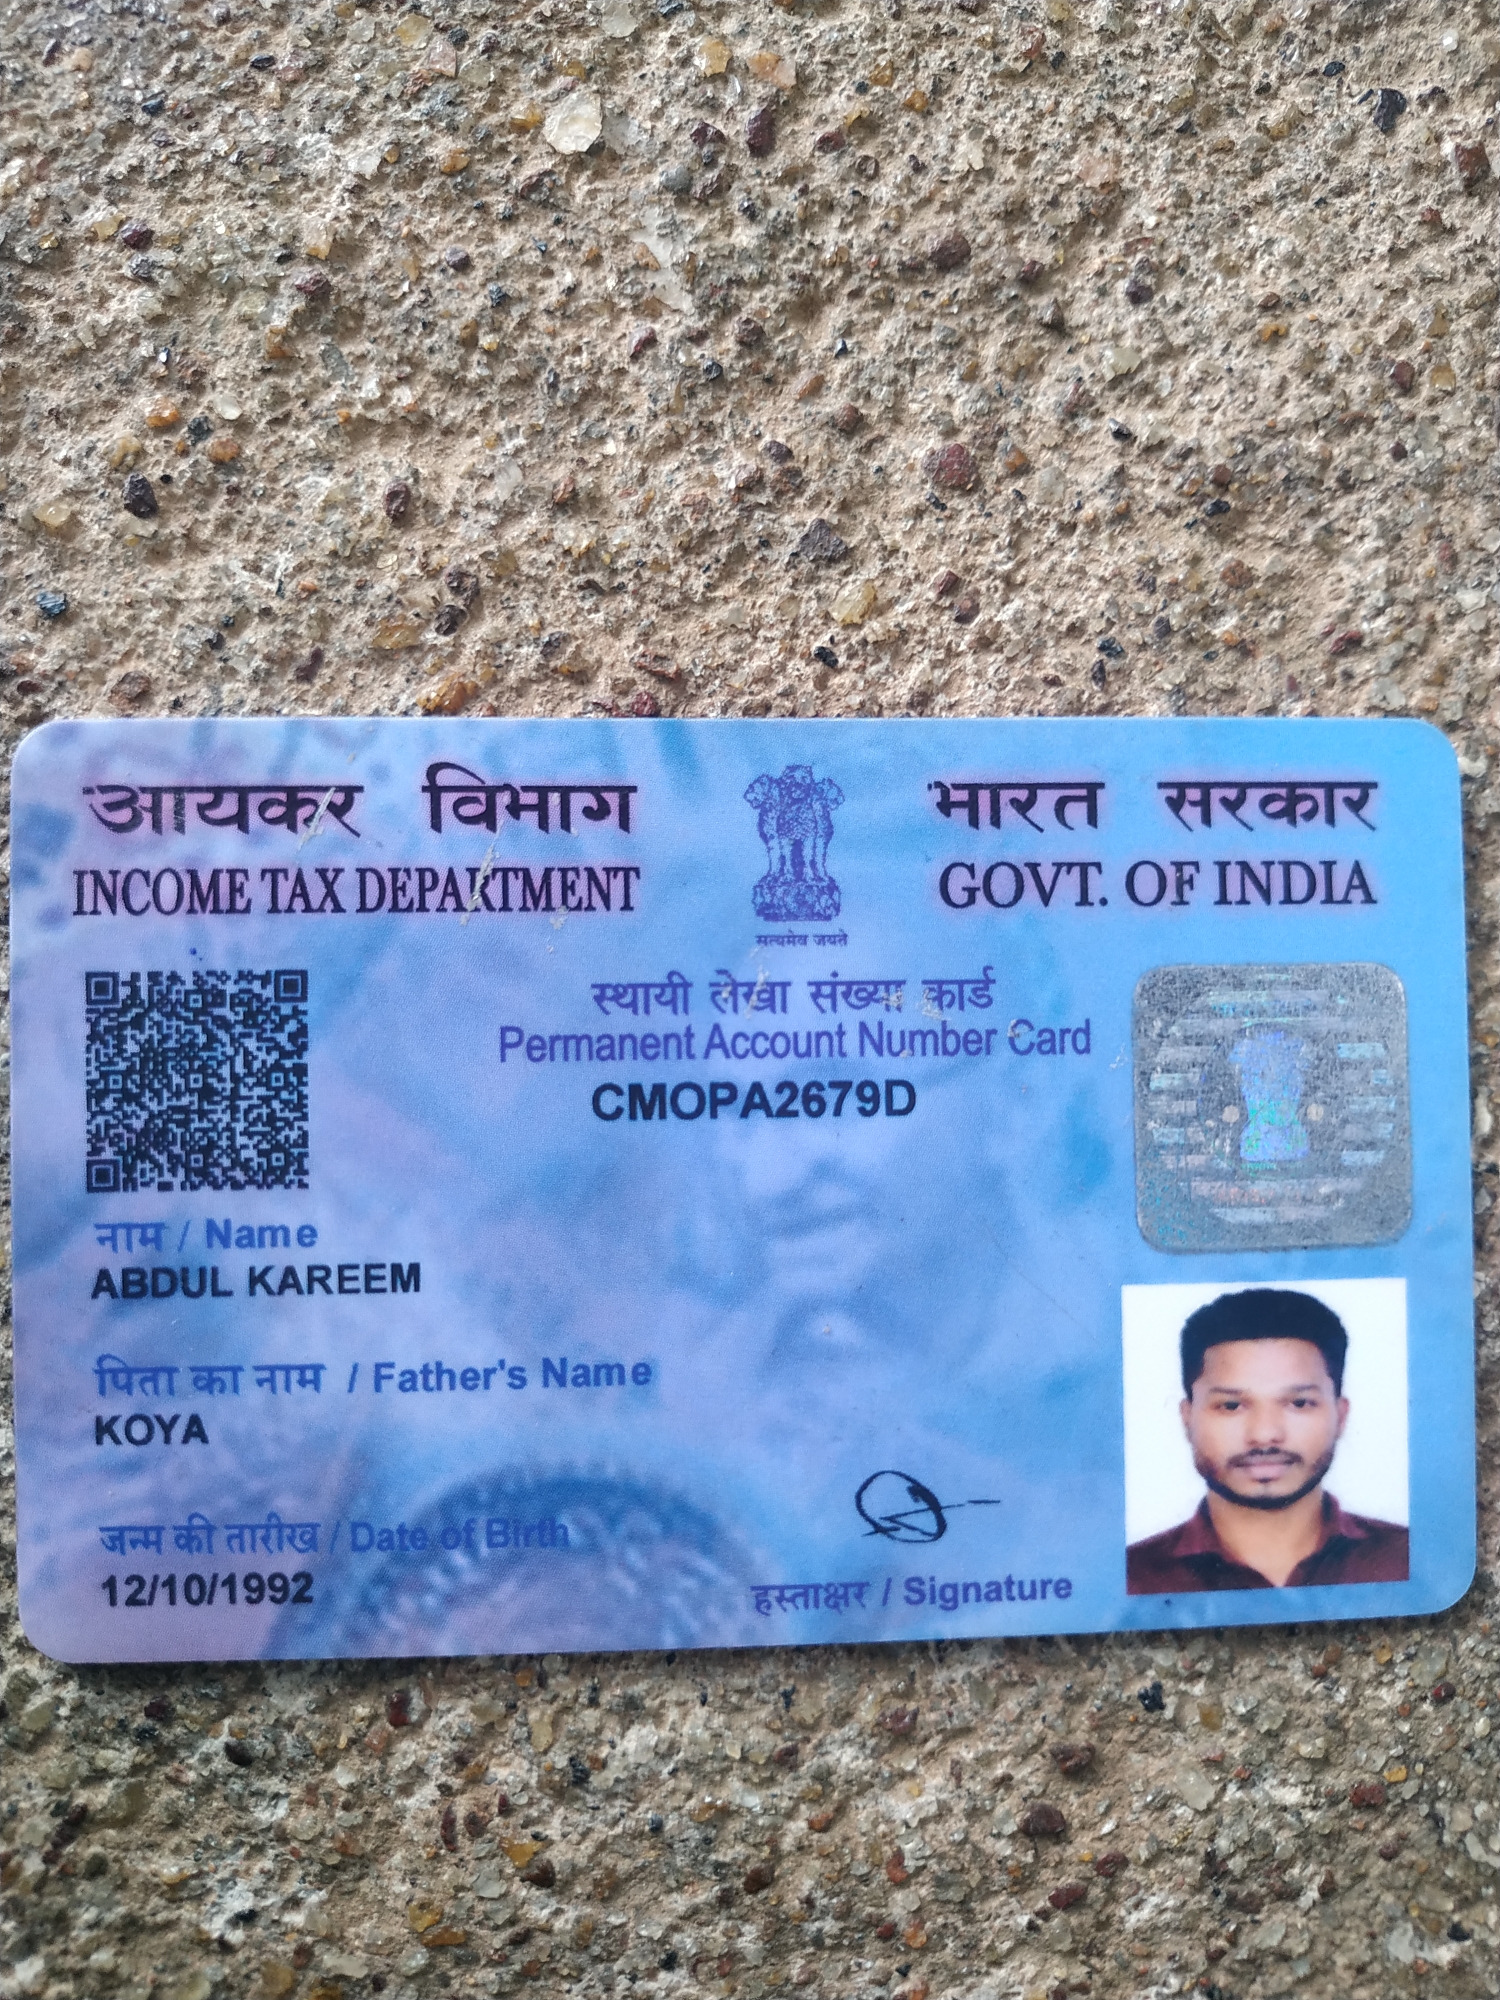 आयकर विभाग
INCOME TAX DEPARTMENT
भारत सरकार
GOVT. OF INDIA
सत्यमेव जयते
स्थायी लेखा संख्या कार्ड
Permanent Account Number Card
CMOPA2679D
नाम / Name
ABDUL KAREEM
पिता का नाम / Father's Name
KOYA
जन्म की तारीख / Date of Birth
12/10/1992
हस्ताक्षर / Signature